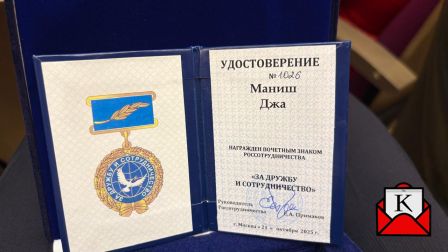 УДОСТОВЕРЕНИЕ
№ 1026
Маниш
Джа
НАГРАЖДЕН ПОЧЕТНЫМ ЗНАКОМ
РОССОТРУДНИЧЕСТВА
«ЗА ДРУЖБУ
И СОТРУДНИЧЕСТВО»
Руководитель
Россотрудничества
Е.А. Примаков
г. Москва • 21 октября 2025 г.
ЗА ДРУЖБУ И СОТРУДНИЧЕСТВО
K